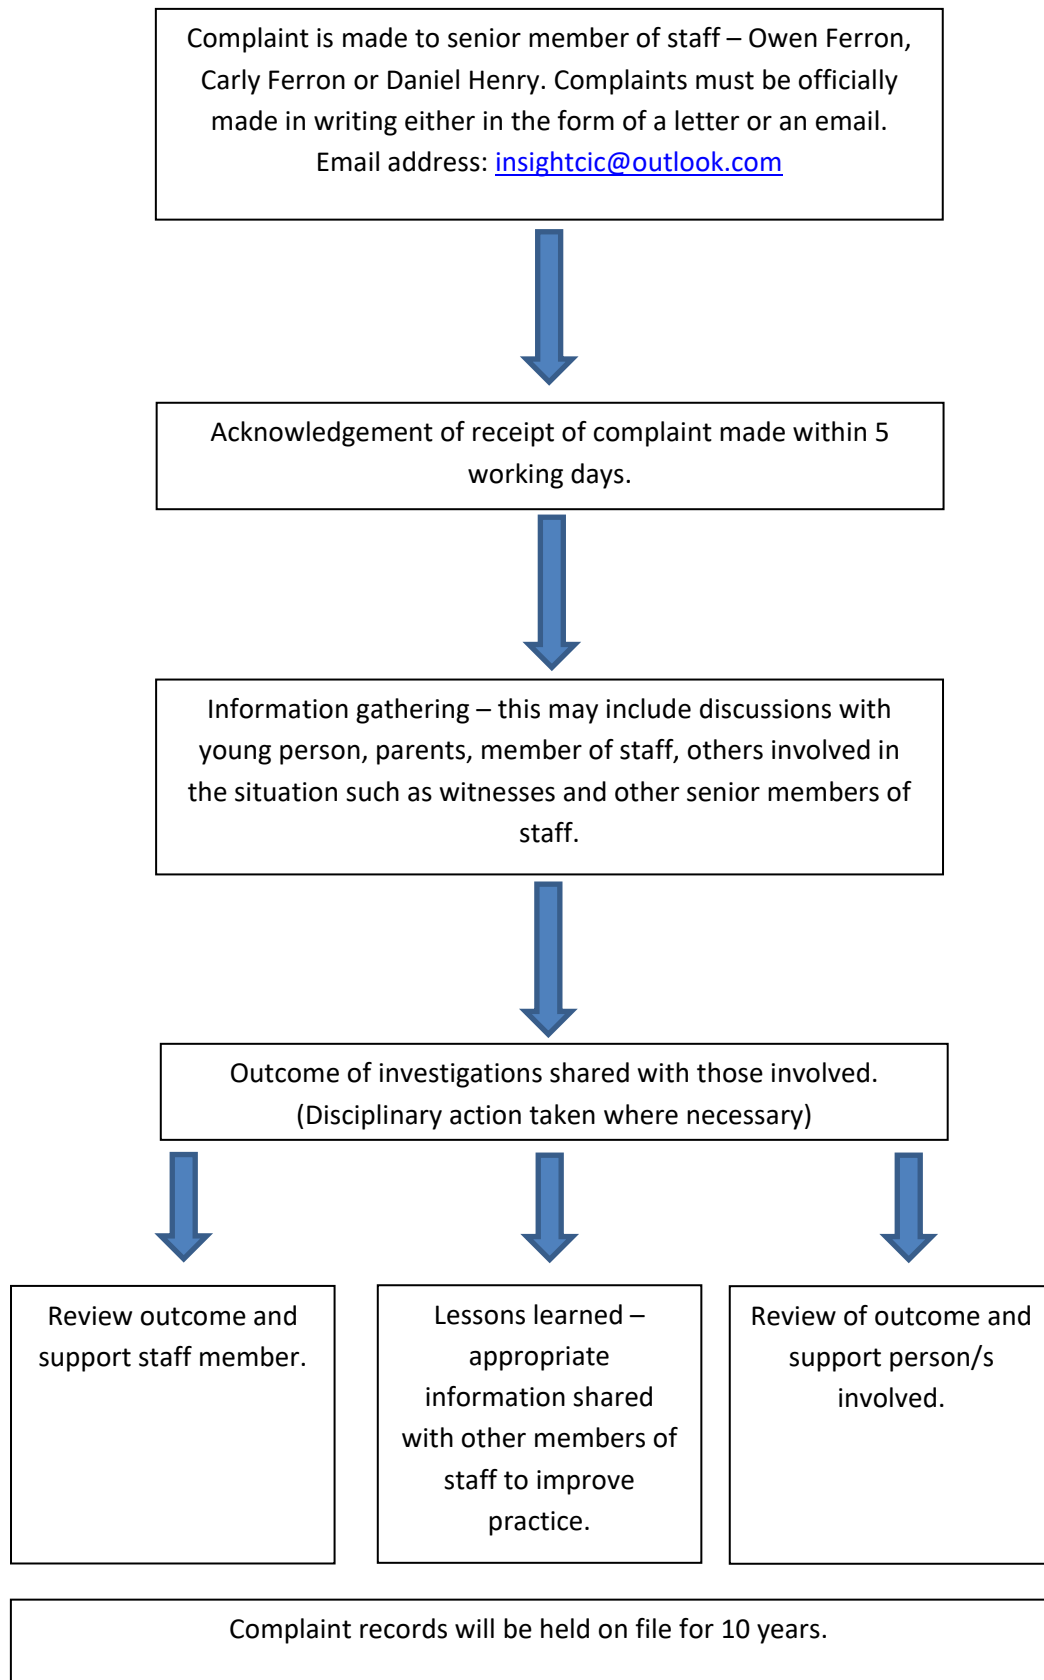 Complaint is made to senior member of staff – Owen Ferron,
Carly Ferron or Daniel Henry. Complaints must be officially
made in writing either in the form of a letter or an email.
Email address: insightcic@outlook.com
Acknowledgement of receipt of complaint made within 5
working days.
Information gathering – this may include discussions with
young person, parents, member of staff, others involved in
the situation such as witnesses and other senior members of
staff.
Outcome of investigations shared with those involved.
(Disciplinary action taken where necessary)
Review outcome and
support staff member.
Lessons learned –
appropriate
information shared
with other members of
staff to improve
practice.
Review of outcome and
support person/s
involved.
Complaint records will be held on file for 10 years.